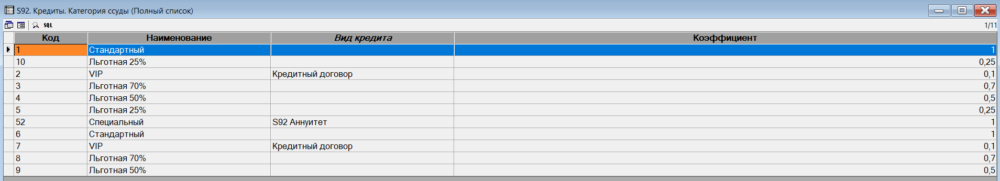 S92. Кредиты. Категория ссуды (Полный список)
SQL 1/11
Код Наименование Вид кредита Коэффициент
1 Стандартный 1
10 Льготная 25% 0,25
2 VIP Кредитный договор 0,1
3 Льготная 70% 0,7
4 Льготная 50% 0,5
5 Льготная 25% 0,25
52 Специальный S92 Аннуитет 1
6 Стандартный 1
7 VIP Кредитный договор 0,1
8 Льготная 70% 0,7
9 Льготная 50% 0,5